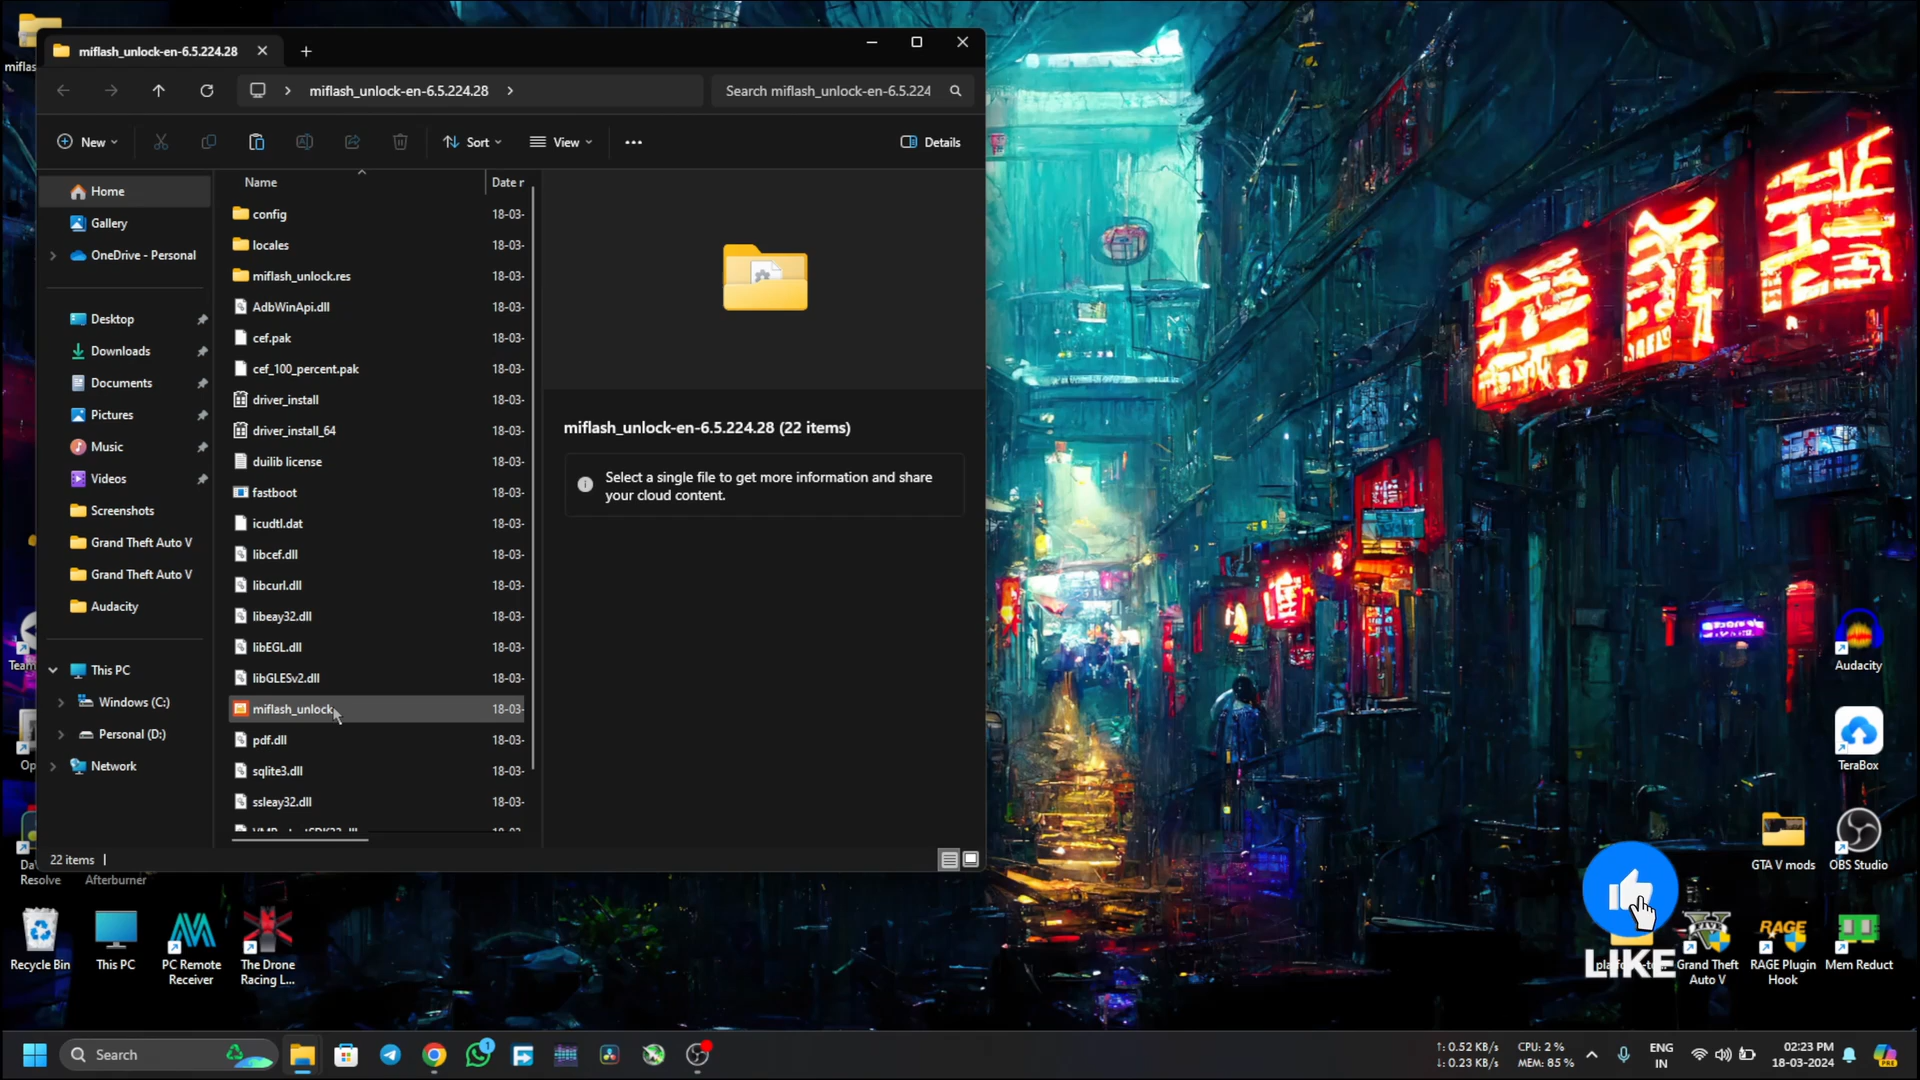 miflash_unlock-en-6.5.224.28
miflas
miflash_unlock-en-6.5.224.28
Search miflash_unlock-en-6.5.224
New
Sort
View
Details
Home
Gallery
OneDrive - Personal
Desktop
Downloads
Documents
Pictures
Music
Videos
Screenshots
Grand Theft Auto V
Grand Theft Auto V
Audacity
This PC
Windows (C:)
Personal (D:)
Network
Name
Date r
config 18-03-
locales 18-03-
miflash_unlock.res 18-03-
AdbWinApi.dll 18-03-
cef.pak 18-03-
cef_100_percent.pak 18-03-
driver_install 18-03-
driver_install_64 18-03-
duilib license 18-03-
fastboot 18-03-
icudtl.dat 18-03-
libcef.dll 18-03-
libcurl.dll 18-03-
libeay32.dll 18-03-
libEGL.dll 18-03-
libGLESv2.dll 18-03-
miflash_unlock 18-03-
pdf.dll 18-03-
sqlite3.dll 18-03-
ssleay32.dll 18-03-
miflash_unlock-en-6.5.224.28 (22 items)
Select a single file to get more information and share
your cloud content.
22 items
Team
Op
Da
Resolve
Afterburner
Recycle Bin
This PC
PC Remote
Receiver
The Drone
Racing L...
Audacity
TeraBox
GTA V mods
OBS Studio
LIKE
Grand Theft
Auto V
RAGE
RAGE Plugin
Hook
Mem Reduct
Search
1
↑: 0.52 KB/s
↓: 0.23 KB/s
CPU: 2 %
MEM: 85 %
ENG
IN
02:23 PM
18-03-2024
PRE